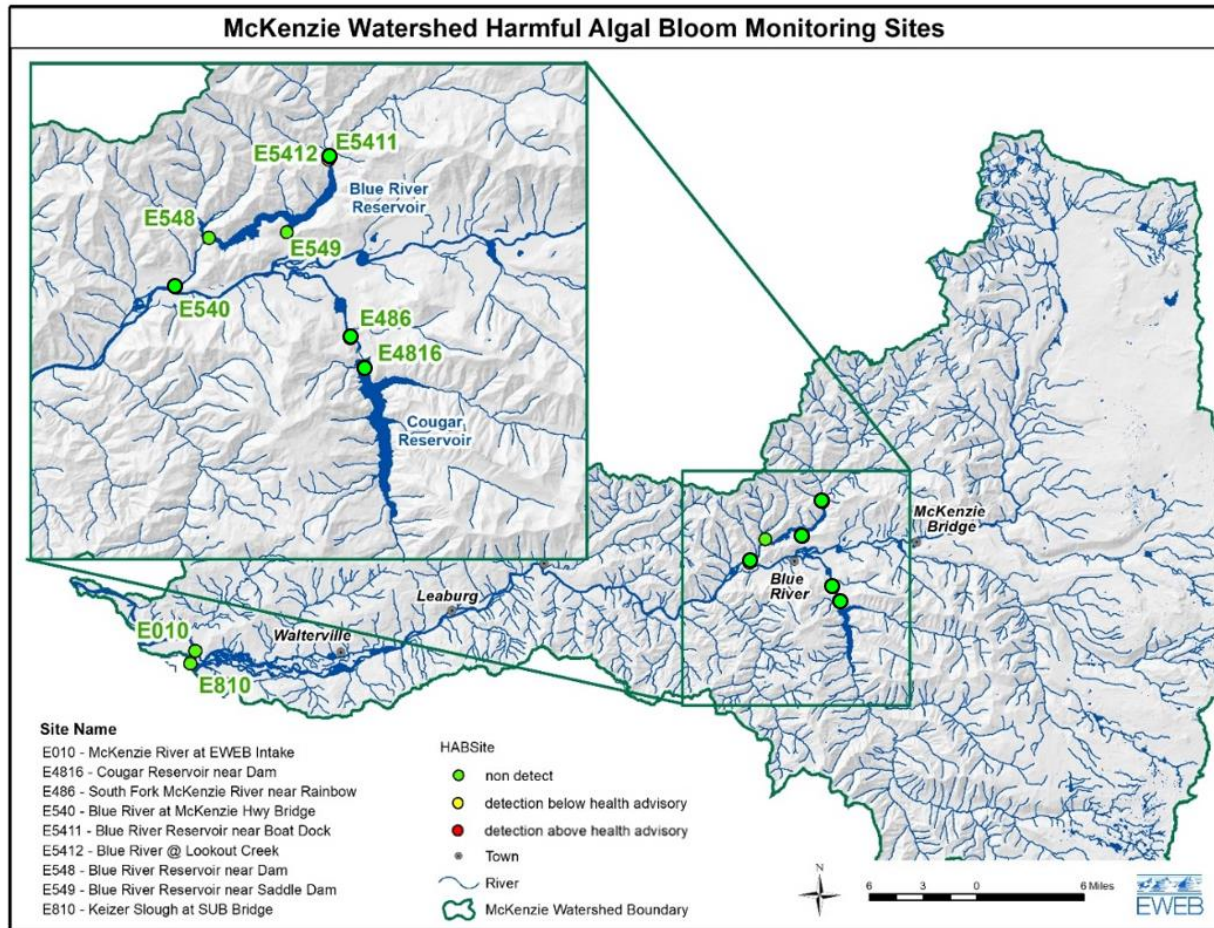 McKenzie Watershed Harmful Algal Bloom Monitoring Sites
E5412
E5411
Blue River
Reservoir
E548
E549
E540
E486
E4816
Cougar
Reservoir
McKenzie
Bridge
Blue
River
Leaburg
Walterville
E010
E810
Site Name
E010 - McKenzie River at EWEB Intake
E4816 - Cougar Reservoir near Dam
E486 - South Fork McKenzie River near Rainbow
E540 - Blue River at McKenzie Hwy Bridge
E5411 - Blue River Reservoir near Boat Dock
E5412 - Blue River @ Lookout Creek
E548 - Blue River Reservoir near Dam
E549 - Blue River Reservoir near Saddle Dam
E810 - Keizer Slough at SUB Bridge
HABSite
non detect
detection below health advisory
detection above health advisory
Town
River
McKenzie Watershed Boundary
N
6 3 0 6 Miles
EWEB